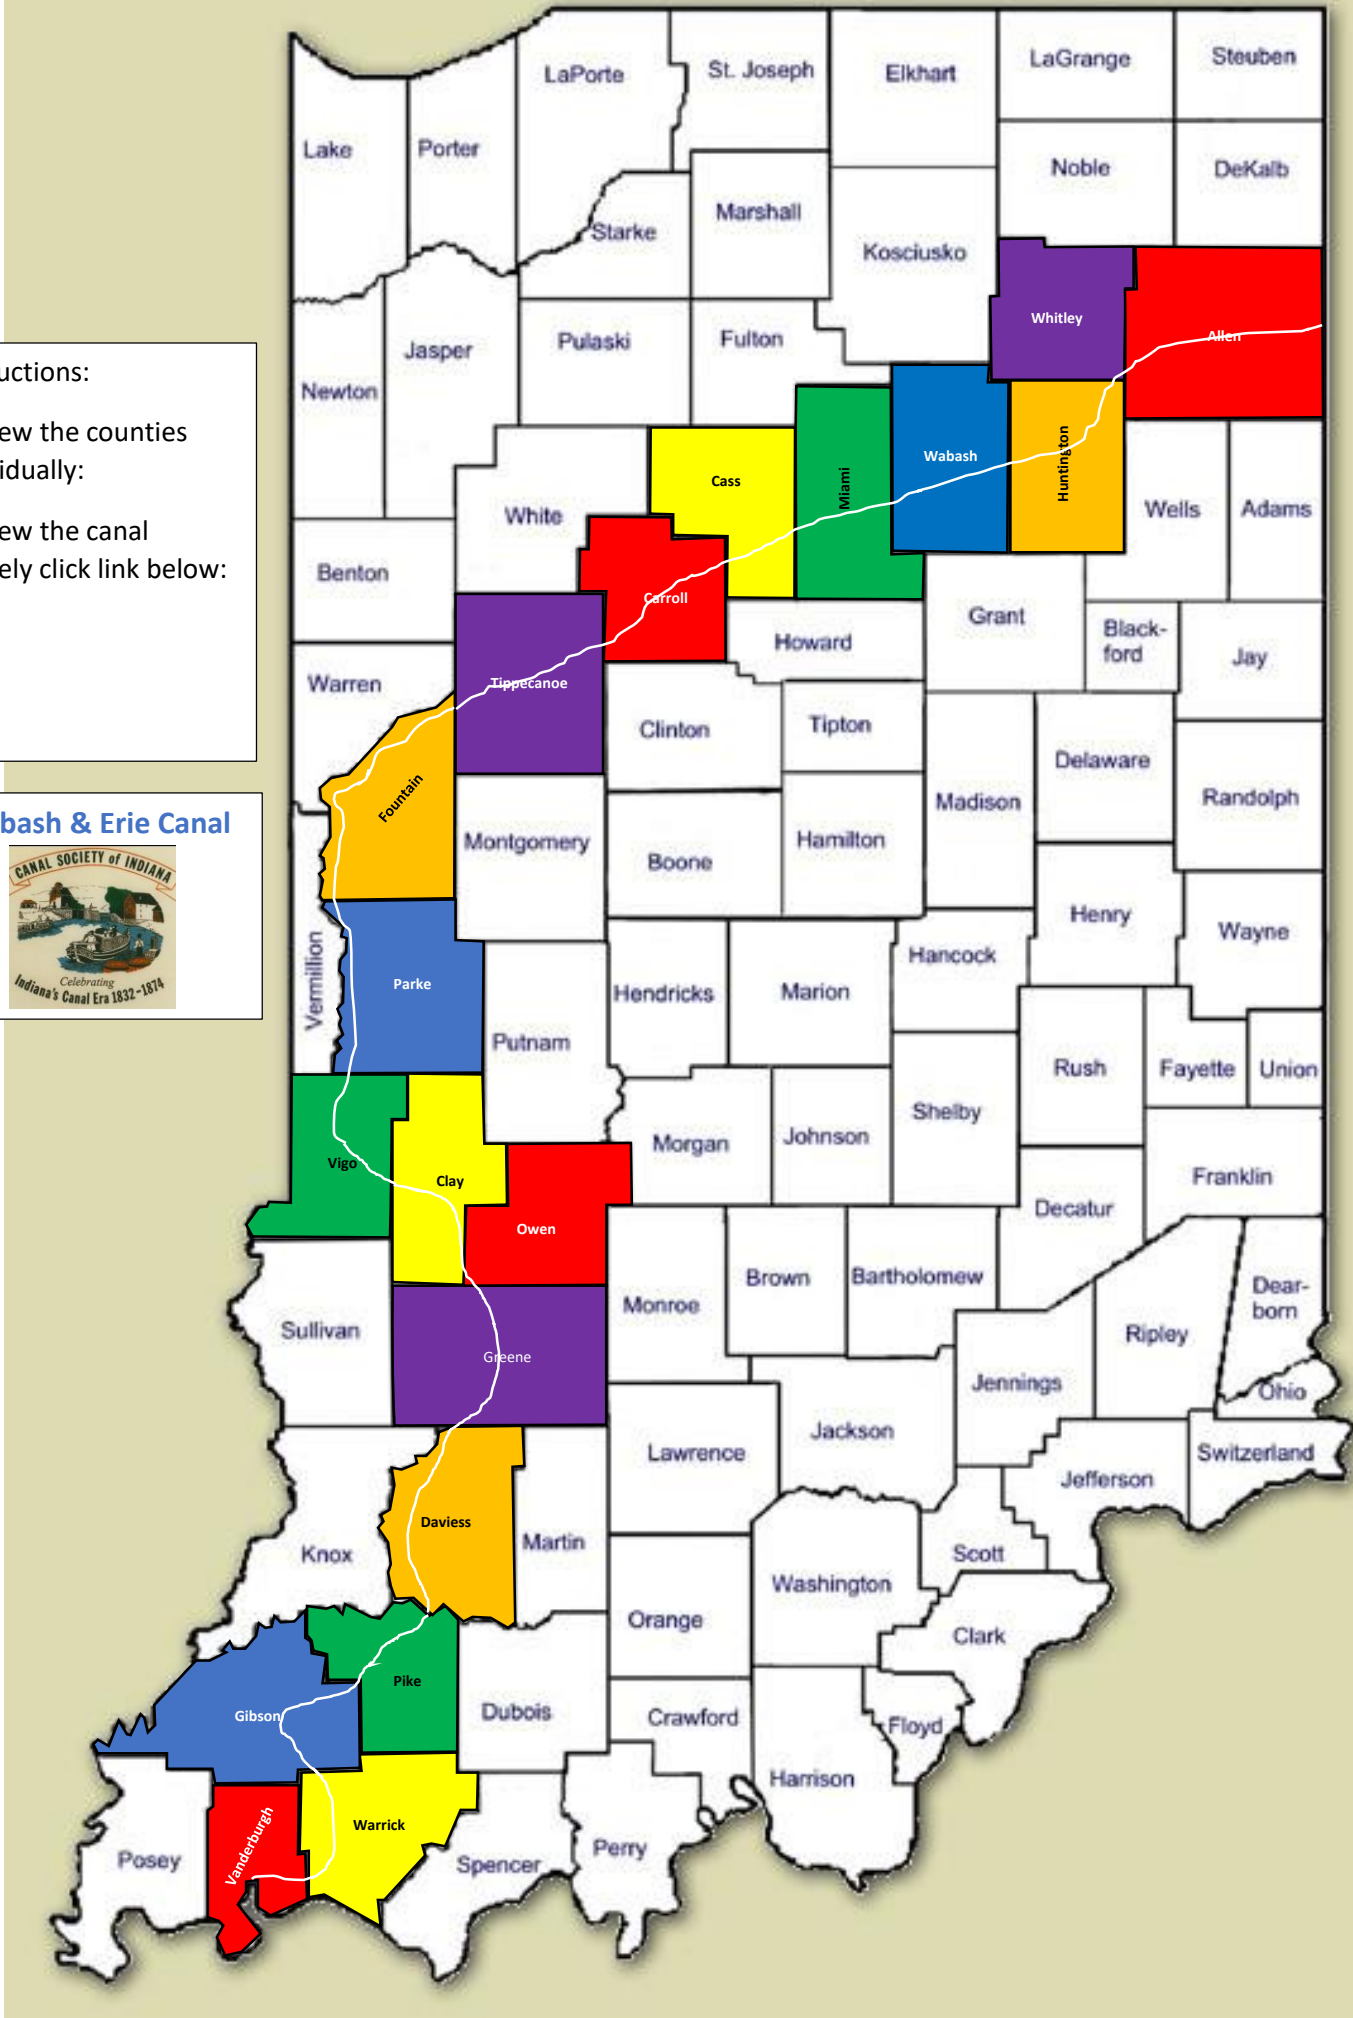 LaPorte
St. Joseph
Elkhart
LaGrange
Steuben
Lake
Porter
Noble
DeKalb
Starke
Marshall
Kosciusko
Whitley
Allen
Newton
Jasper
Pulaski
Fulton
uctions:
ew the counties
idually:
ew the canal
ely click link below:
Cass
Miami
Wabash
Huntington
Wells
Adams
White
Benton
Carroll
Howard
Grant
Black-
ford
Jay
Warren
Tippecanoe
Clinton
Tipton
Delaware
Fountain
Montgomery
Boone
Hamilton
Madison
Randolph
bash & Erie Canal
CANAL SOCIETY of INDIANA
Celebrating
Indiana's Canal Era 1832-1874
Vermillion
Parke
Putnam
Hendricks
Marion
Hancock
Henry
Wayne
Rush
Fayette
Union
Vigo
Clay
Owen
Morgan
Johnson
Shelby
Decatur
Franklin
Sullivan
Greene
Monroe
Brown
Bartholomew
Jennings
Ripley
Dear-
born
Ohio
Lawrence
Jackson
Jefferson
Switzerland
Knox
Daviess
Martin
Orange
Washington
Scott
Clark
Gibson
Pike
Dubois
Crawford
Floyd
Harrison
Posey
Vanderburgh
Warrick
Spencer
Perry